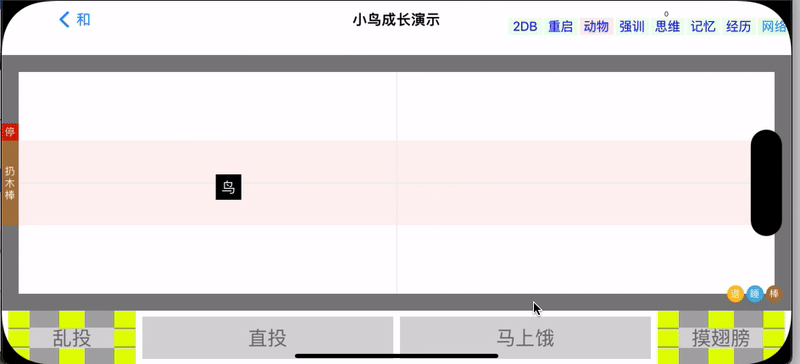 和
小鸟成长演示
0
2DB 重启 动物 强训 思维 记忆 经历 网络
停
扔木棒
鸟
退 睡 棒
乱投 直投 马上饿 摸翅膀